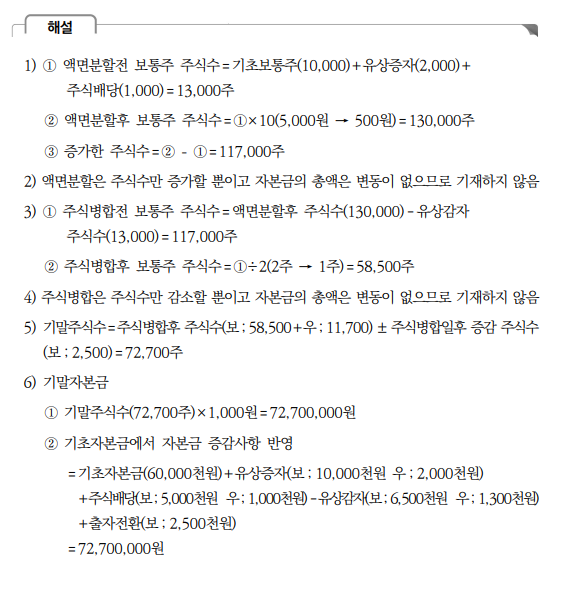 해설
1) ① 액면분할전 보통주 주식수=기초보통주(10,000)+유상증자(2,000)+
주식배당(1,000)=13,000주
② 액면분할후 보통주 주식수=①×10(5,000원 → 500원)=130,000주
③ 증가한 주식수=② - ①=117,000주
2) 액면분할은 주식수만 증가할 뿐이고 자본금의 총액은 변동이 없으므로 기재하지 않음
3) ① 주식병합전 보통주 주식수=액면분할후 주식수(130,000)-유상감자
주식수(13,000)=117,000주
② 주식병합후 보통주 주식수=①÷2(2주 → 1주)=58,500주
4) 주식병합은 주식수만 감소할 뿐이고 자본금의 총액은 변동이 없으므로 기재하지 않음
5) 기말주식수=주식병합후 주식수(보;58,500+우;11,700) ± 주식병합일후 증감 주식수
(보;2,500)=72,700주
6) 기말자본금
① 기말주식수(72,700주)×1,000원=72,700,000원
② 기초자본금에서 자본금 증감사항 반영
=기초자본금(60,000천원)+유상증자(보;10,000천원 우;2,000천원)
+주식배당(보;5,000천원 우;1,000천원)-유상감자(보;6,500천원 우;1,300천원)
+출자전환(보;2,500천원)
=72,700,000원